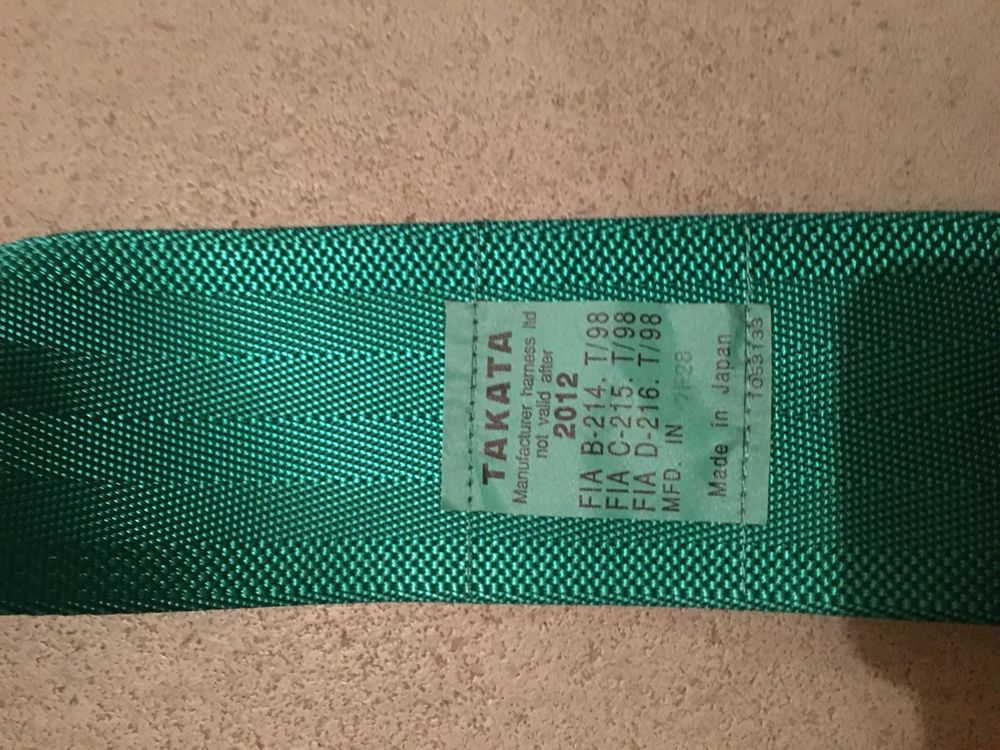 TAKATA
Manufacturer harness ltd
not valid after
2012
FIA B-214. T/98
FIA C-215. T/98
FIA D-216. T/98
MFD. IN
Made in Japan
1053133